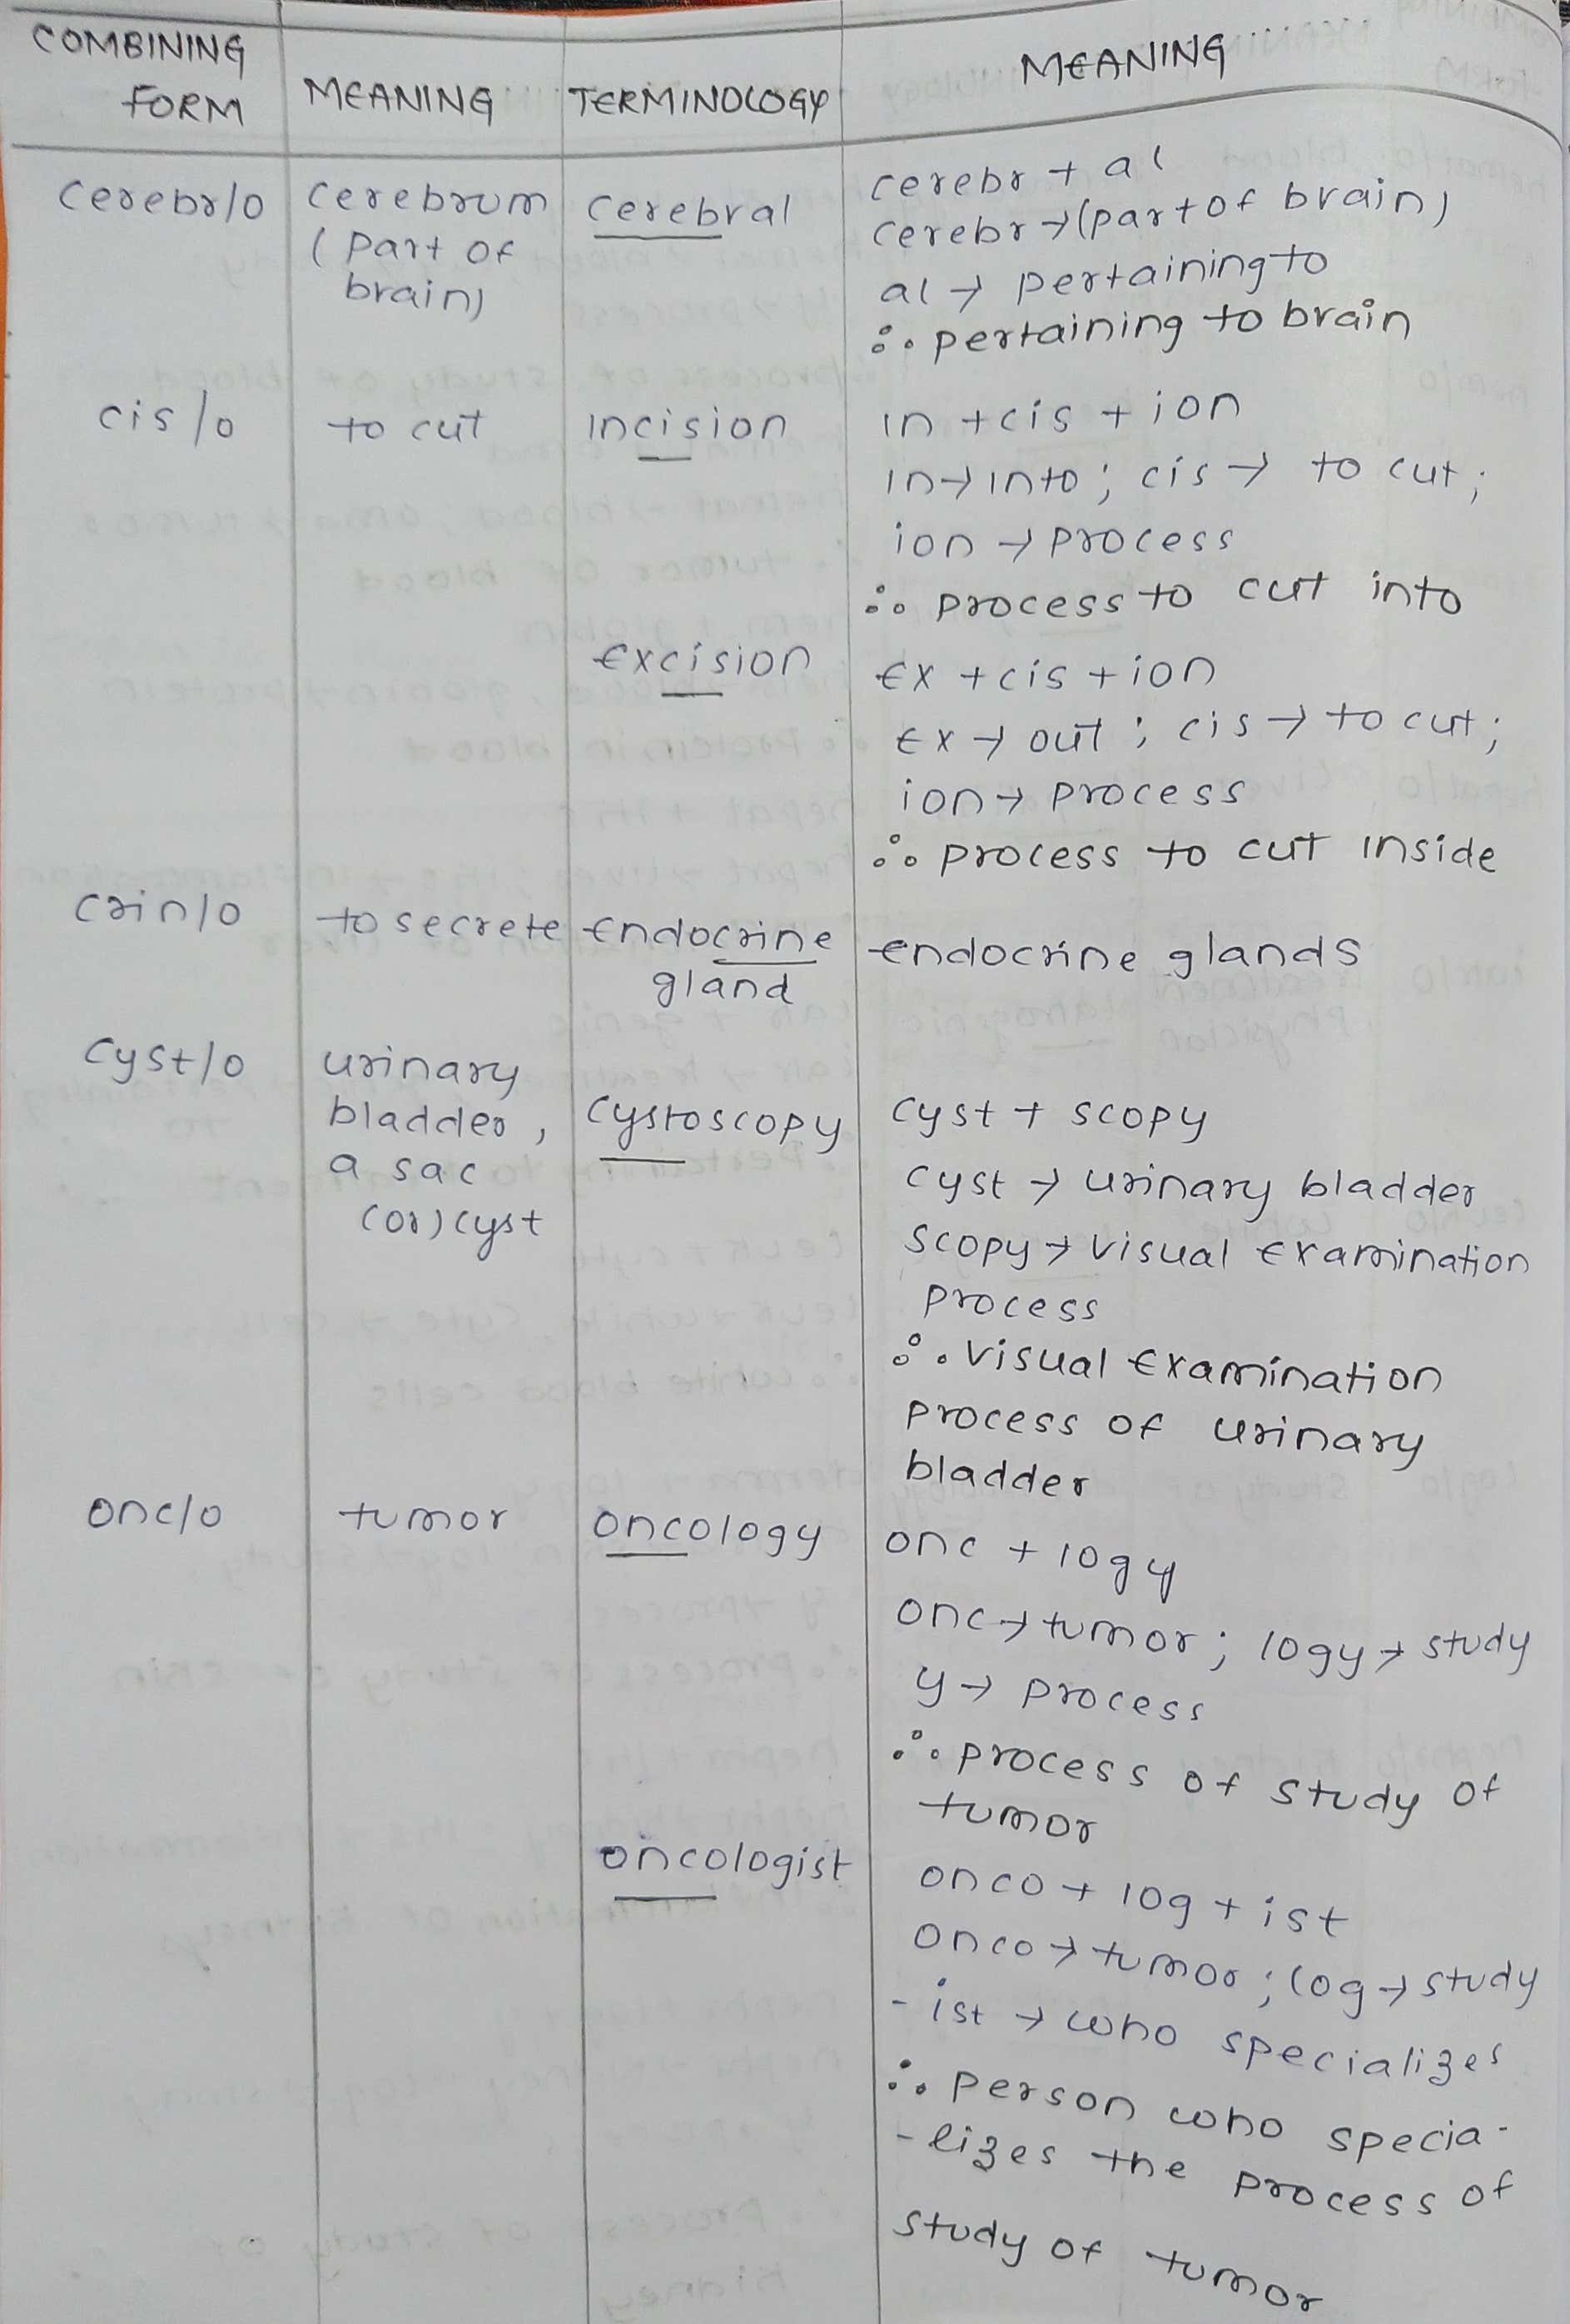 COMBINING FORM | MEANING | TERMINOLOGY | MEANING
cerebr/o | cerebrum | cerebral | cerebr + al
(part of | cerebr → (part of brain)
brain) | al → pertaining to
∴ pertaining to brain
cis/o | to cut | incision | in + cis + ion
in → into ; cis → to cut ;
ion → process
∴ process to cut into
excision | ex + cis + ion
ex → out ; cis → to cut ;
ion → process
∴ process to cut inside
crin/o | to secrete | endocrine | endocrine glands
gland
cyst/o | urinary
bladder , | cystoscopy | cyst + scopy
a sac | cyst → urinary bladder
(or) cyst | scopy → visual examination
process
∴ visual examination
process of urinary
bladder
onc/o | tumor | oncology | onc + logy
onc → tumor ; logy → study
y → process
∴ process of study of
tumor
oncologist | onco + log + ist
onco → tumor ; log → study
- ist → who specializes
∴ person who specia-
- lizes the process of
study of tumor